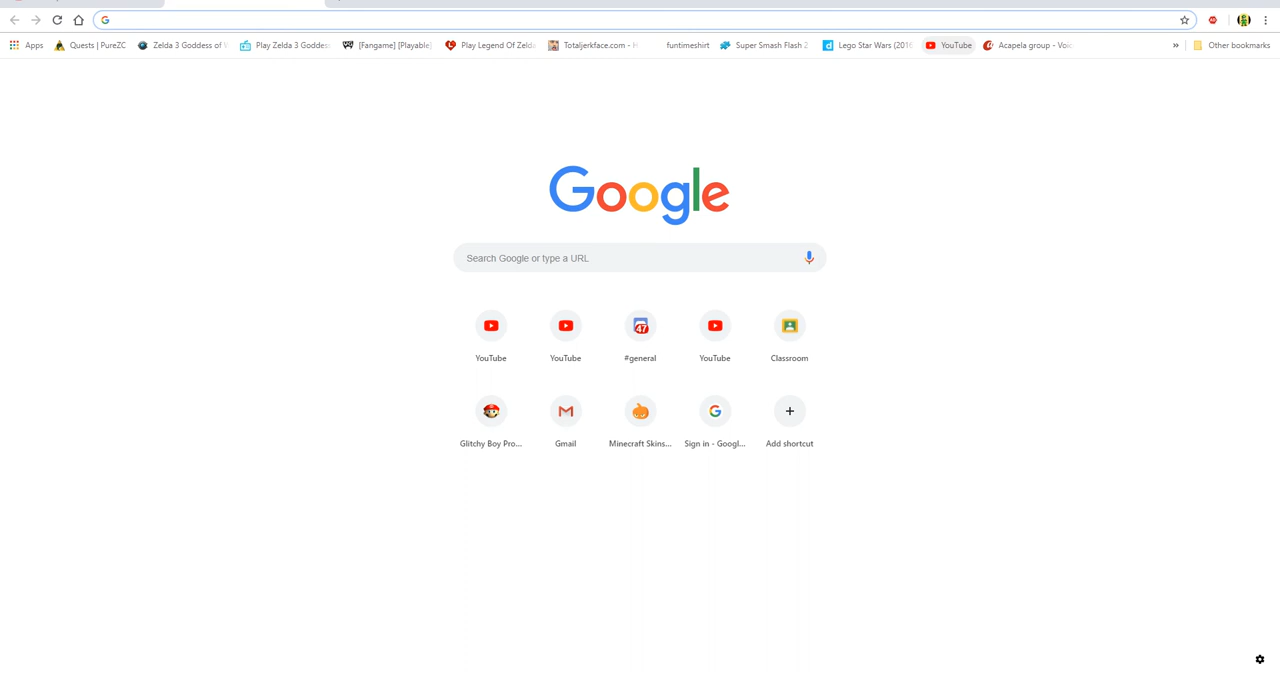 Apps Quests | PureZC Zelda 3 Goddess of W Play Zelda 3 Goddess [Fangame] [Playable] Play Legend Of Zelda Totaljerkface.com - H funtimeshirt Super Smash Flash 2 Lego Star Wars (2016 YouTube Acapela group - Voic » Other bookmarks
Google
Search Google or type a URL
47
YouTube YouTube #general YouTube Classroom
Glitchy Boy Pro... Gmail Minecraft Skins... Sign in - Googl... Add shortcut